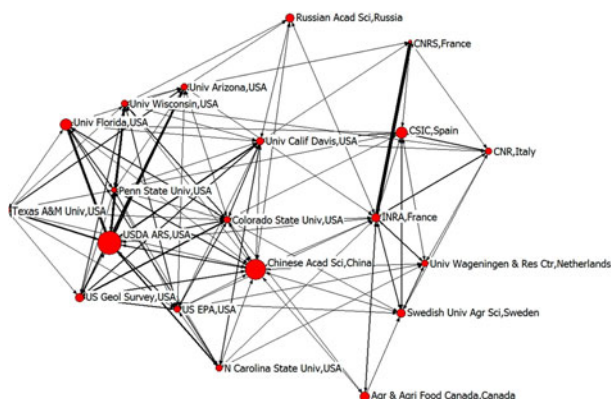 Russian Acad Sci,Russia
CNRS,France
Univ Arizona,USA
Univ Wisconsin,USA
Univ Florida,USA
CSIC,Spain
Univ Calif Davis,USA
CNR,Italy
Penn State Univ,USA
Texas A&M Univ,USA
Colorado State Univ,USA
INRA,France
USDA ARS,USA
Chinese Acad Sci,China
Univ Wageningen & Res Ctr,Netherlands
US Geol Survey,USA
US EPA,USA
Swedish Univ Agr Sci,Sweden
N Carolina State Univ,USA
Agr & Agri Food Canada,Canada